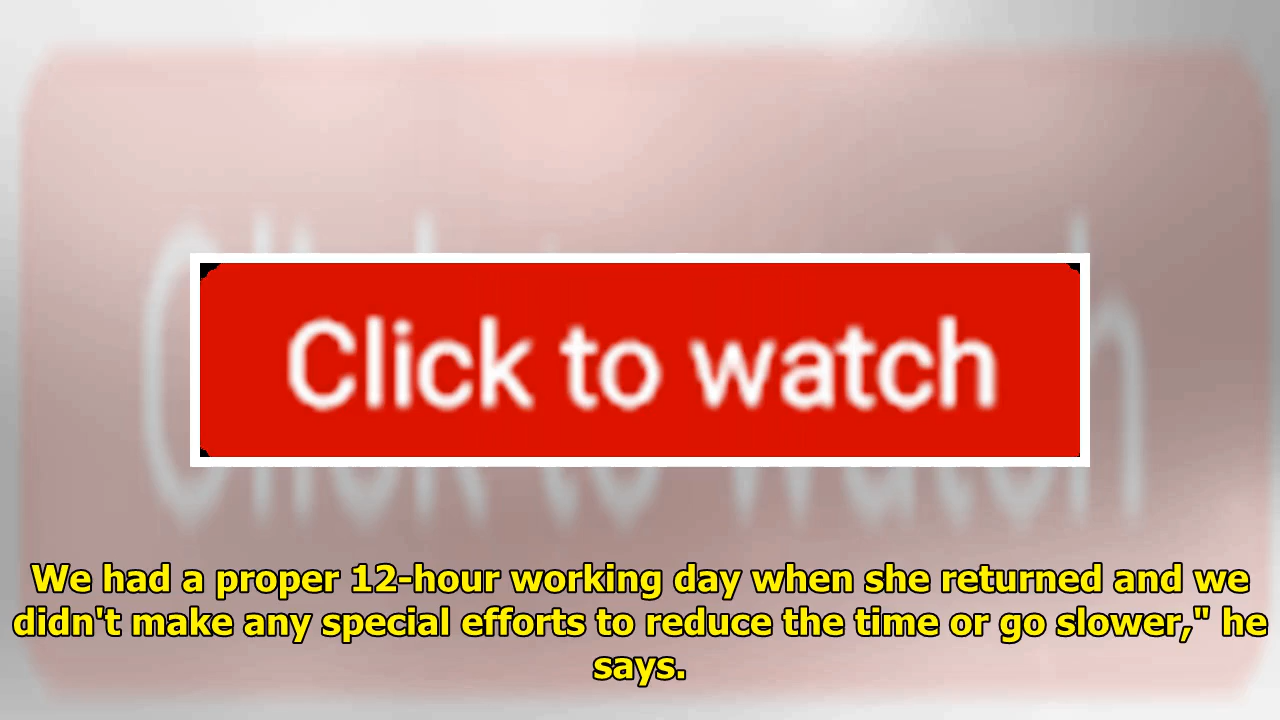 Click to watch
We had a proper 12-hour working day when she returned and we
didn't make any special efforts to reduce the time or go slower," he
says.